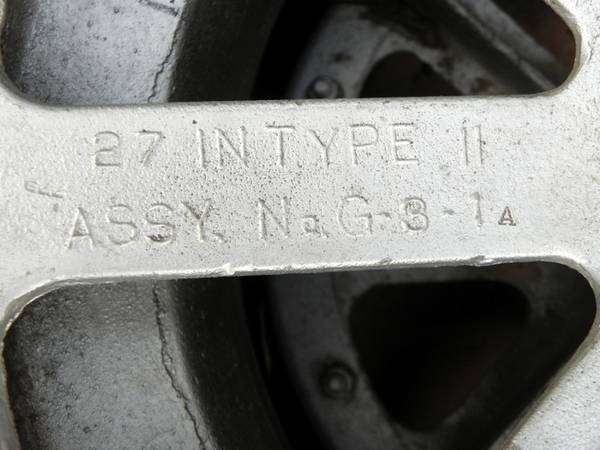 27 IN TYPE II
ASSY. No G-8-1A